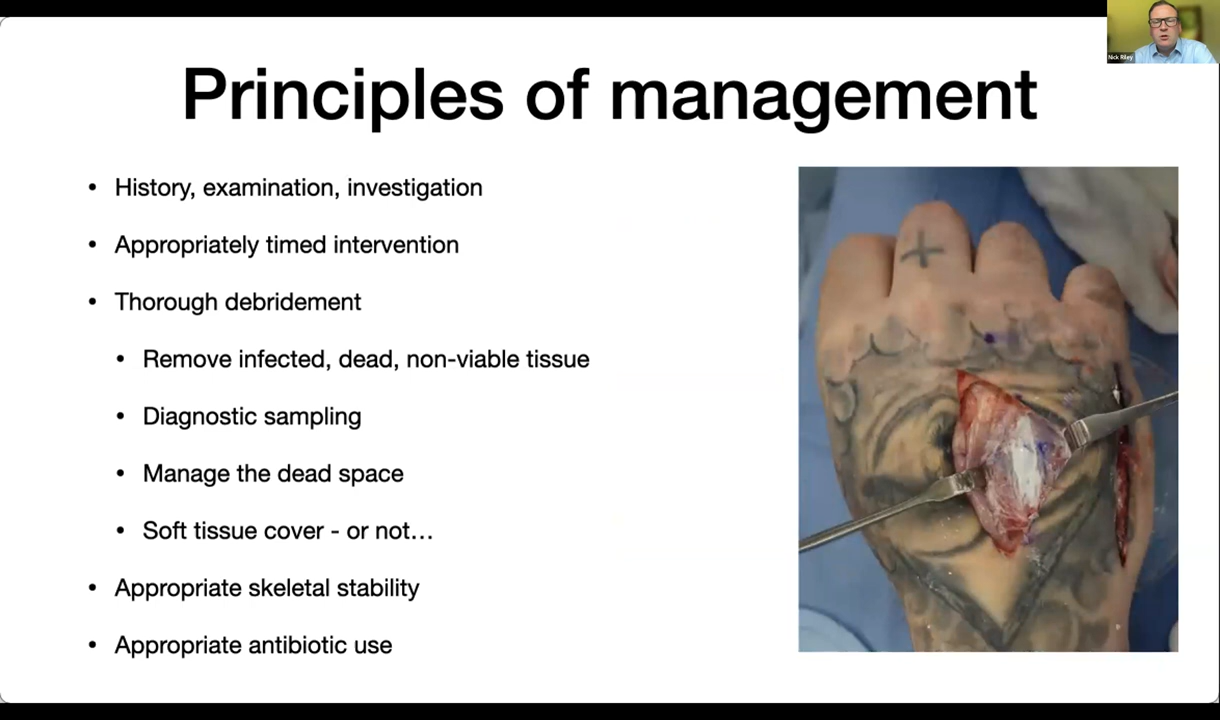 Nick Riley
Principles of management
• History, examination, investigation
• Appropriately timed intervention
• Thorough debridement
• Remove infected, dead, non-viable tissue
• Diagnostic sampling
• Manage the dead space
• Soft tissue cover - or not…
• Appropriate skeletal stability
• Appropriate antibiotic use